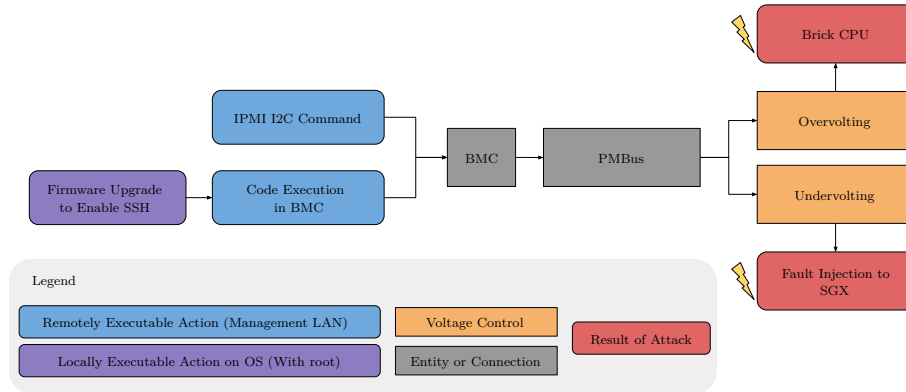 Brick CPU
IPMI I2C Command
Overvolting
BMC
PMBus
Firmware Upgrade
to Enable SSH
Code Execution
in BMC
Undervolting
Fault Injection to
SGX
Legend
Remotely Executable Action (Management LAN)
Voltage Control
Result of Attack
Locally Executable Action on OS (With root)
Entity or Connection